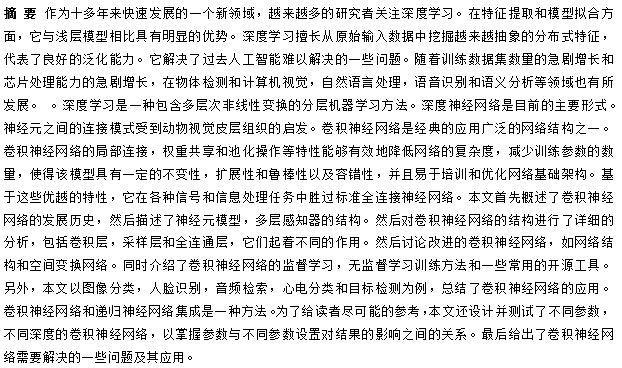 摘 要  作为十多年来快速发展的一个新领域，越来越多的研究者关注深度学习。在特征提取和模型拟合方
面，它与浅层模型相比具有明显的优势。深度学习擅长从原始输入数据中挖掘越来越抽象的分布式特征，
代表了良好的泛化能力。它解决了过去人工智能难以解决的一些问题。随着训练数据集数量的急剧增长和
芯片处理能力的急剧增长，在物体检测和计算机视觉，自然语言处理，语音识别和语义分析等领域也有所
发展。 。深度学习是一种包含多层次非线性变换的分层机器学习方法。深度神经网络是目前的主要形式。
神经元之间的连接模式受到动物视觉皮层组织的启发。卷积神经网络是经典的应用广泛的网络结构之一。
卷积神经网络的局部连接，权重共享和池化操作等特性能够有效地降低网络的复杂度，减少训练参数的数
量，使得该模型具有一定的不变性，扩展性和鲁棒性以及容错性，并且易于培训和优化网络基础架构。基
于这些优越的特性，它在各种信号和信息处理任务中胜过标准全连接神经网络。本文首先概述了卷积神经
网络的发展历史，然后描述了神经元模型，多层感知器的结构。然后对卷积神经网络的结构进行了详细的
分析，包括卷积层，采样层和全连通层，它们起着不同的作用。然后讨论改进的卷积神经网络，如网络结
构和空间变换网络。同时介绍了卷积神经网络的监督学习，无监督学习训练方法和一些常用的开源工具。
另外，本文以图像分类，人脸识别，音频检索，心电分类和目标检测为例，总结了卷积神经网络的应用。
卷积神经网络和递归神经网络集成是一种方法。为了给读者尽可能的参考，本文还设计并测试了不同参数，
不同深度的卷积神经网络，以掌握参数与不同参数设置对结果的影响之间的关系。最后给出了卷积神经网
络需要解决的一些问题及其应用。